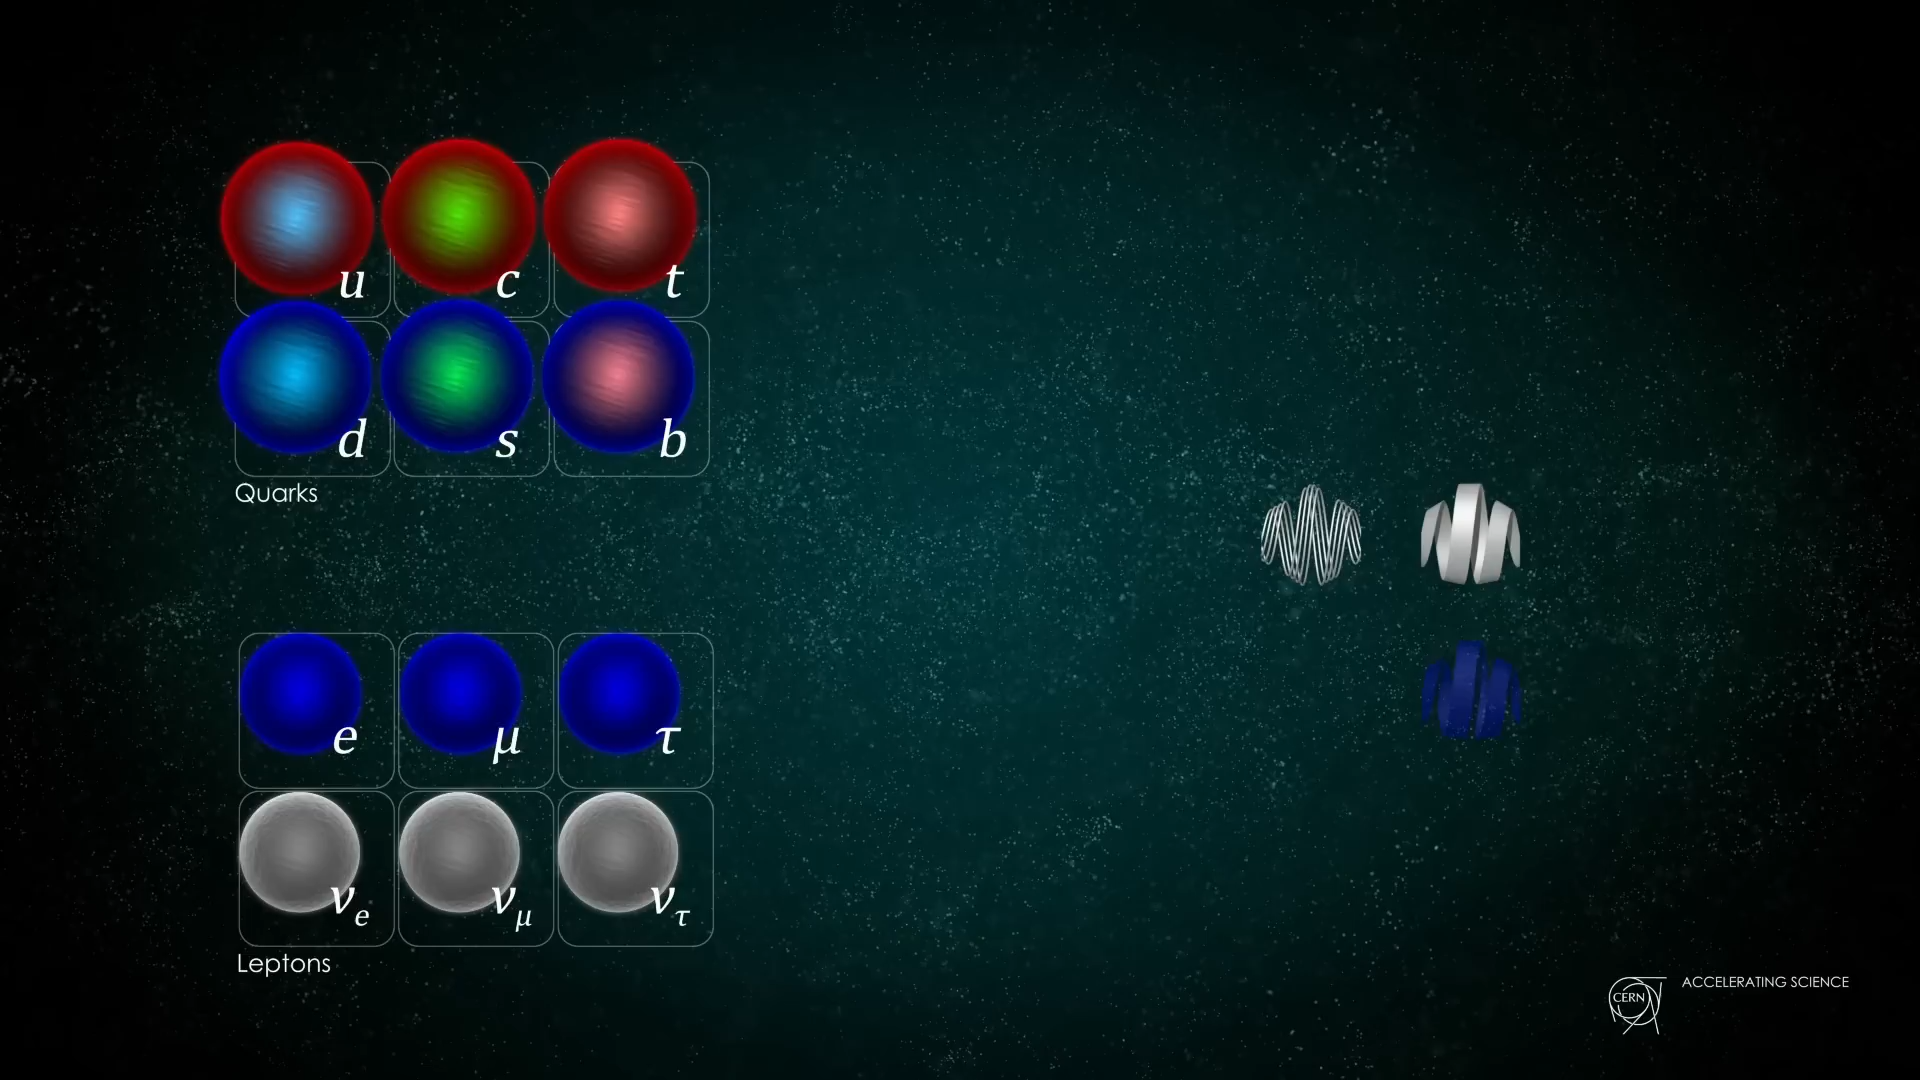 u c t
d s b
Quarks
e μ τ
νe νμ ντ
Leptons
CERN
ACCELERATING SCIENCE